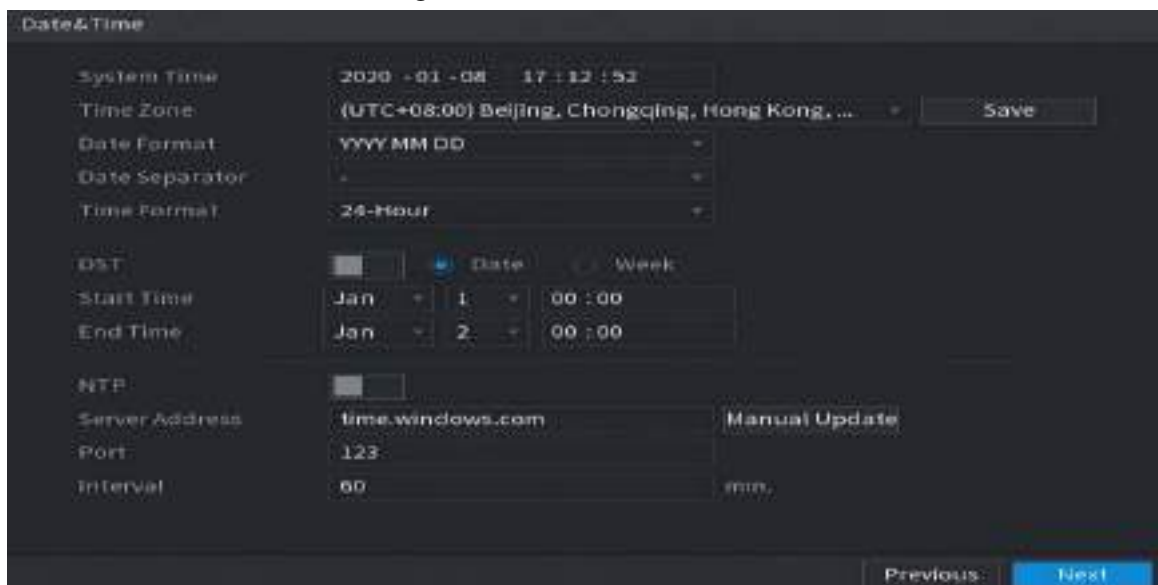 Date&Time
System Time 2020 - 01 - 08 17 : 12 : 52
Time Zone (UTC+08:00) Beijing, Chongqing, Hong Kong, ... Save
Date Format YYYY MM DD
Date Separator -
Time Format 24-Hour
DST Date Week
Start Time Jan 1 00 : 00
End Time Jan 2 00 : 00
NTP
Server Address time.windows.com Manual Update
Port 123
Interval 60 min.
Previous Next